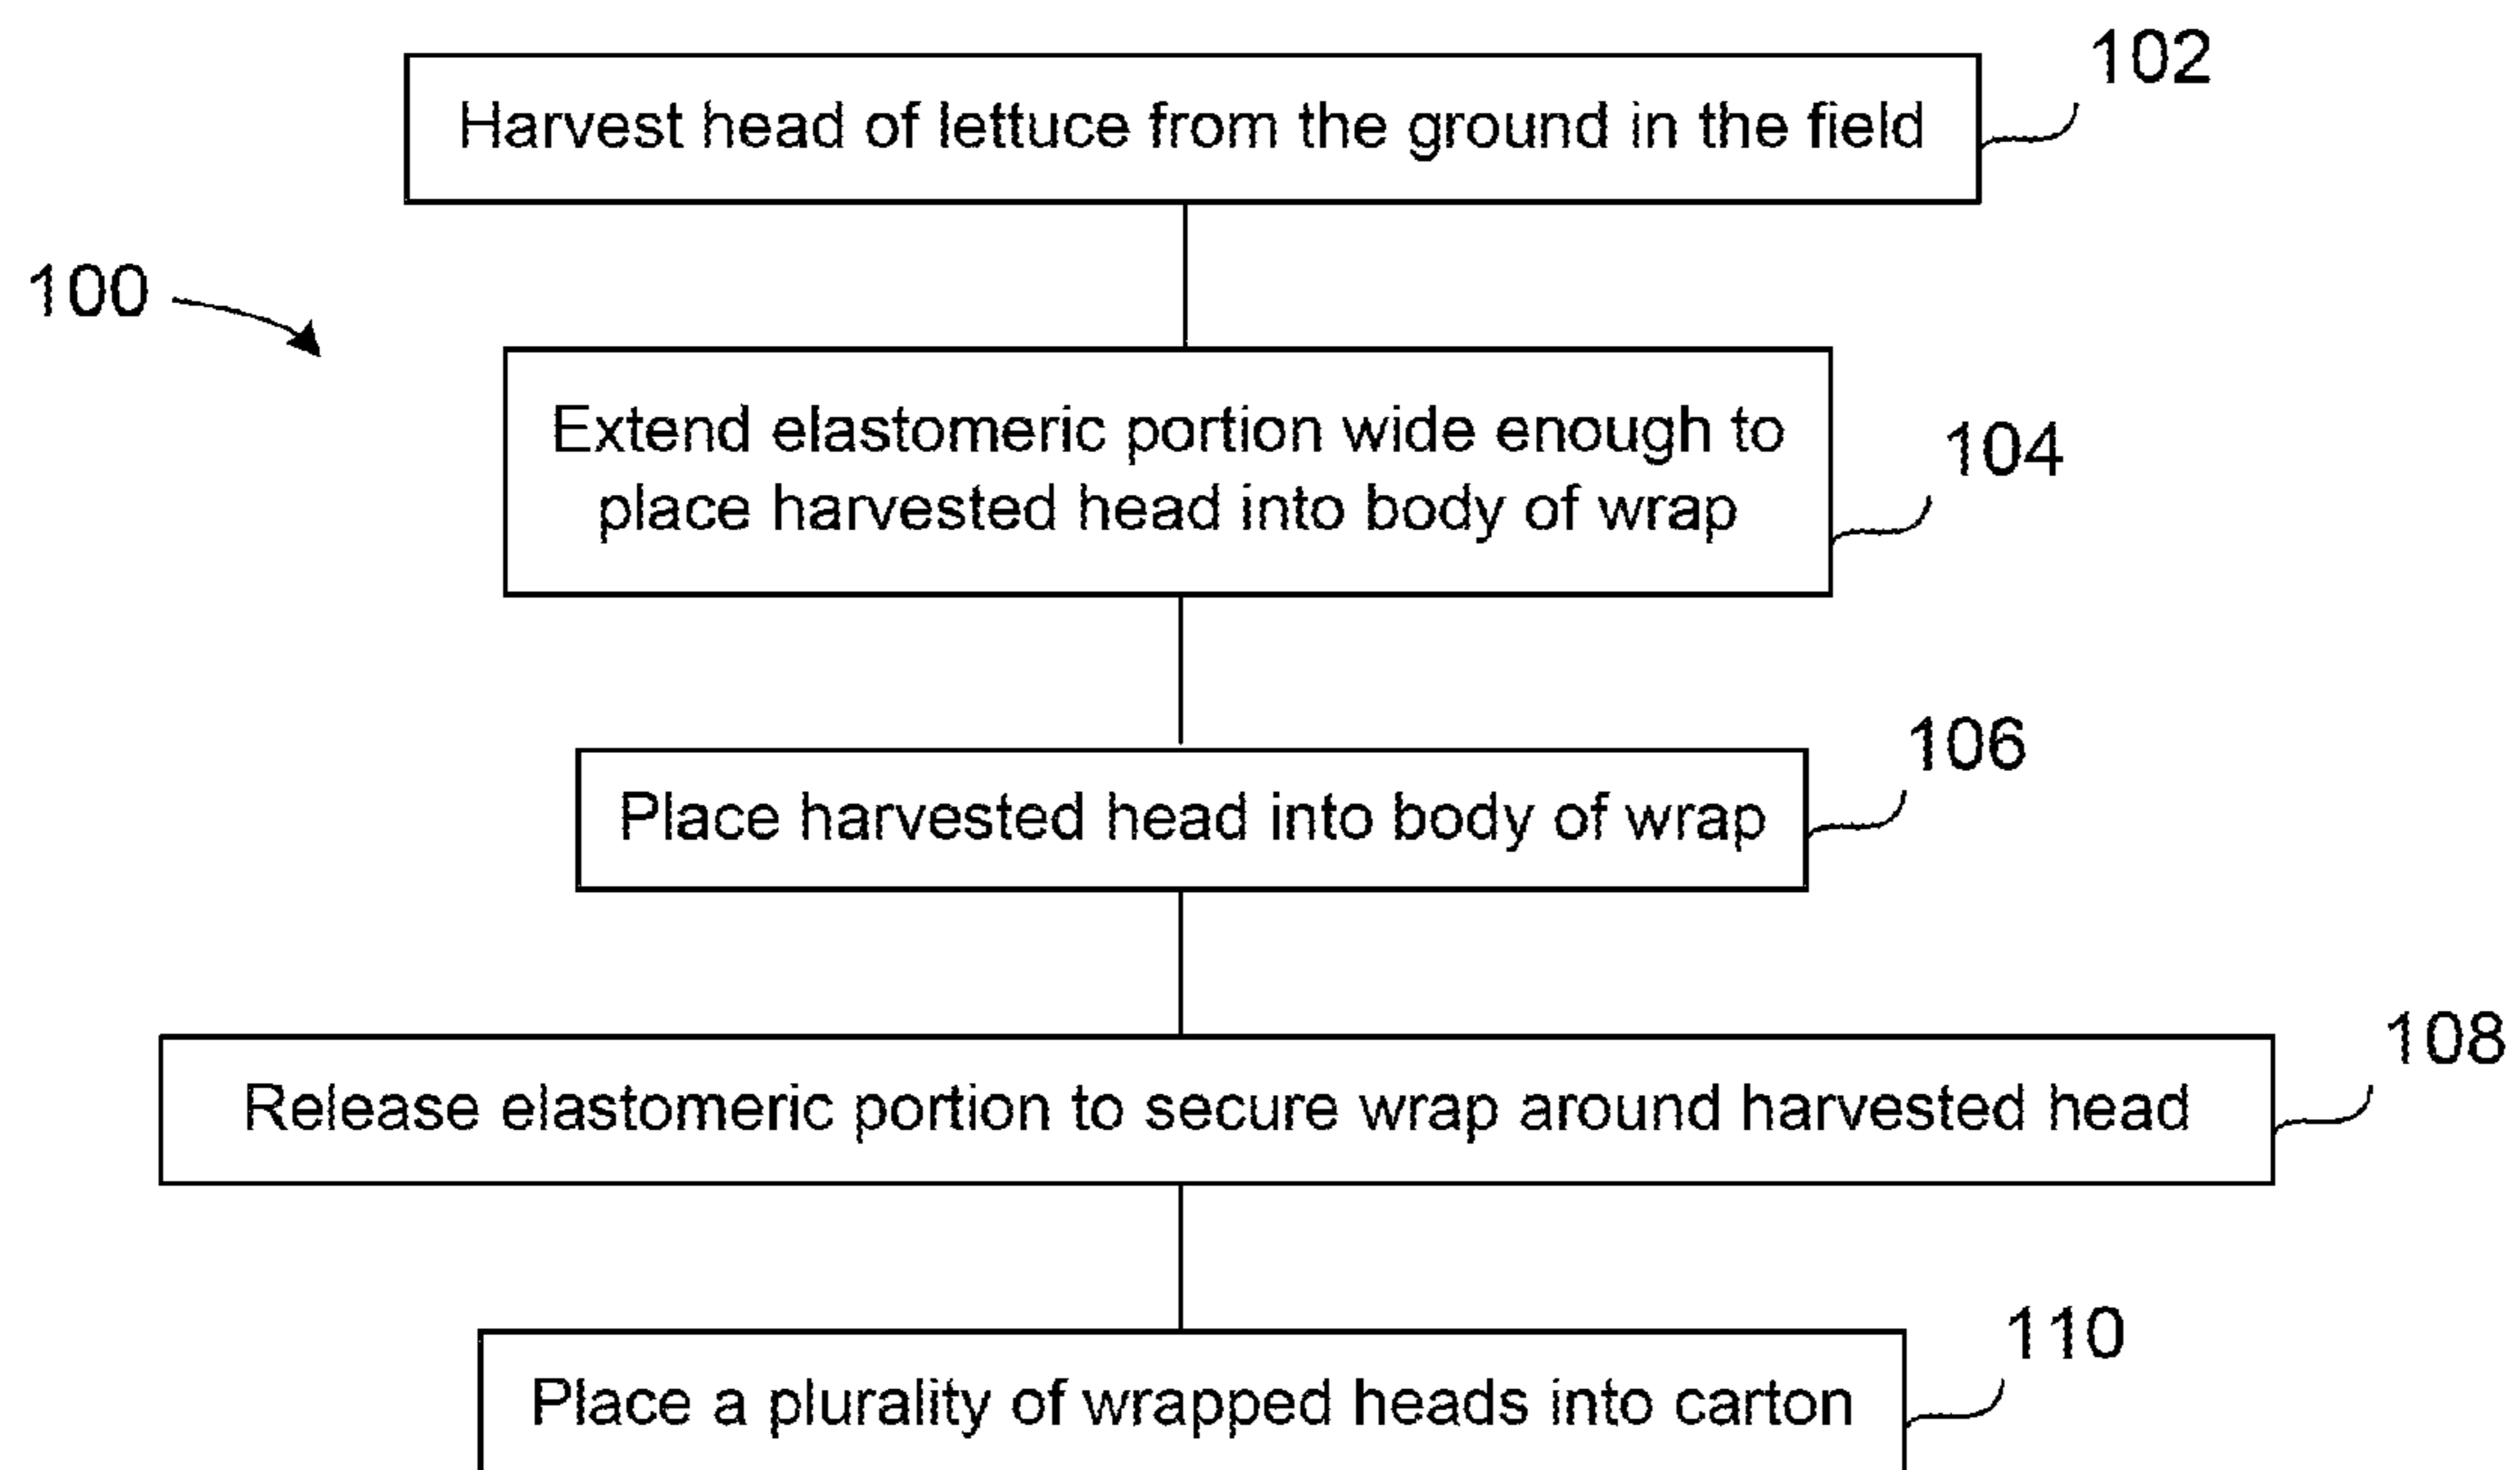 102
Harvest head of lettuce from the ground in the field
100
Extend elastomeric portion wide enough to
place harvested head into body of wrap
104
106
Place harvested head into body of wrap
108
Release elastomeric portion to secure wrap around harvested head
110
Place a plurality of wrapped heads into carton